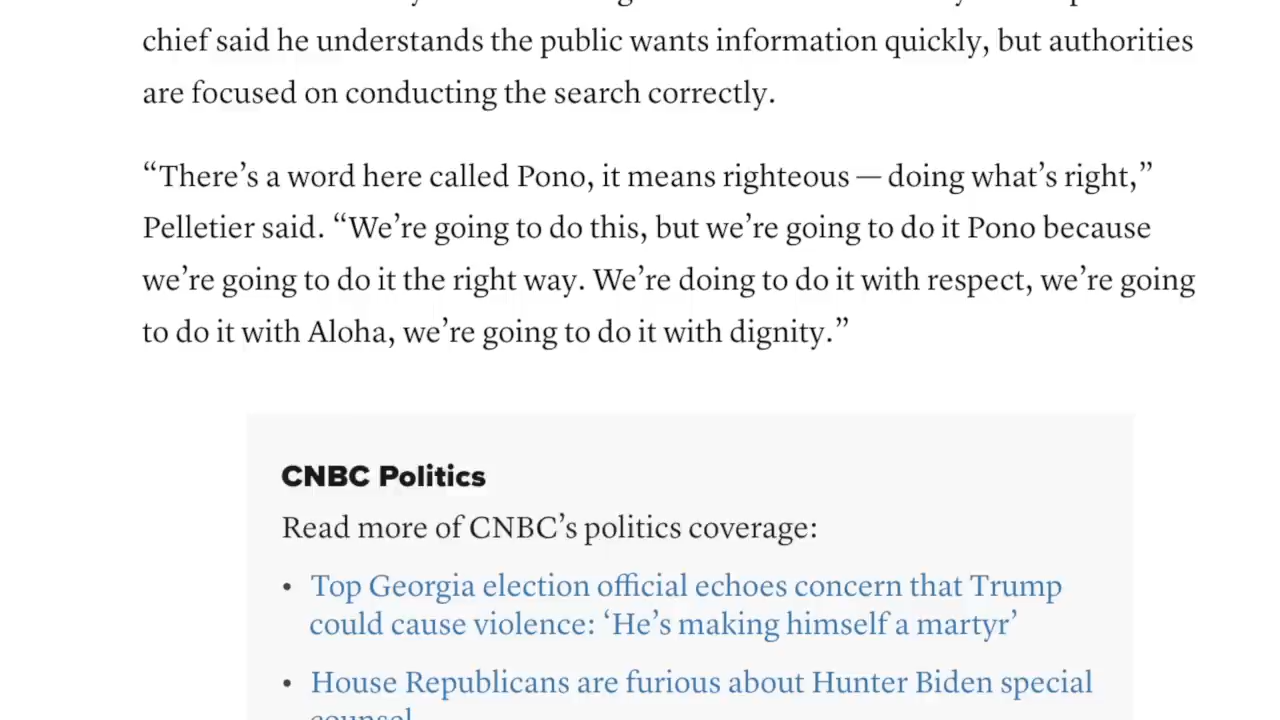 chief said he understands the public wants information quickly, but authorities
are focused on conducting the search correctly.
“There’s a word here called Pono, it means righteous — doing what’s right,”
Pelletier said. “We’re going to do this, but we’re going to do it Pono because
we’re going to do it the right way. We’re doing to do it with respect, we’re going
to do it with Aloha, we’re going to do it with dignity.”
CNBC Politics
Read more of CNBC’s politics coverage:
• Top Georgia election official echoes concern that Trump
could cause violence: ‘He’s making himself a martyr’
• House Republicans are furious about Hunter Biden special
counsel